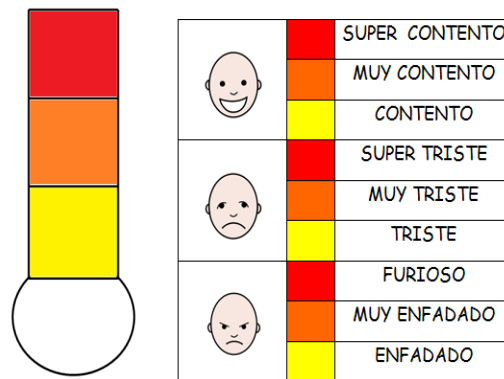 SUPER CONTENTO
MUY CONTENTO
CONTENTO
SUPER TRISTE
MUY TRISTE
TRISTE
FURIOSO
MUY ENFADADO
ENFADADO